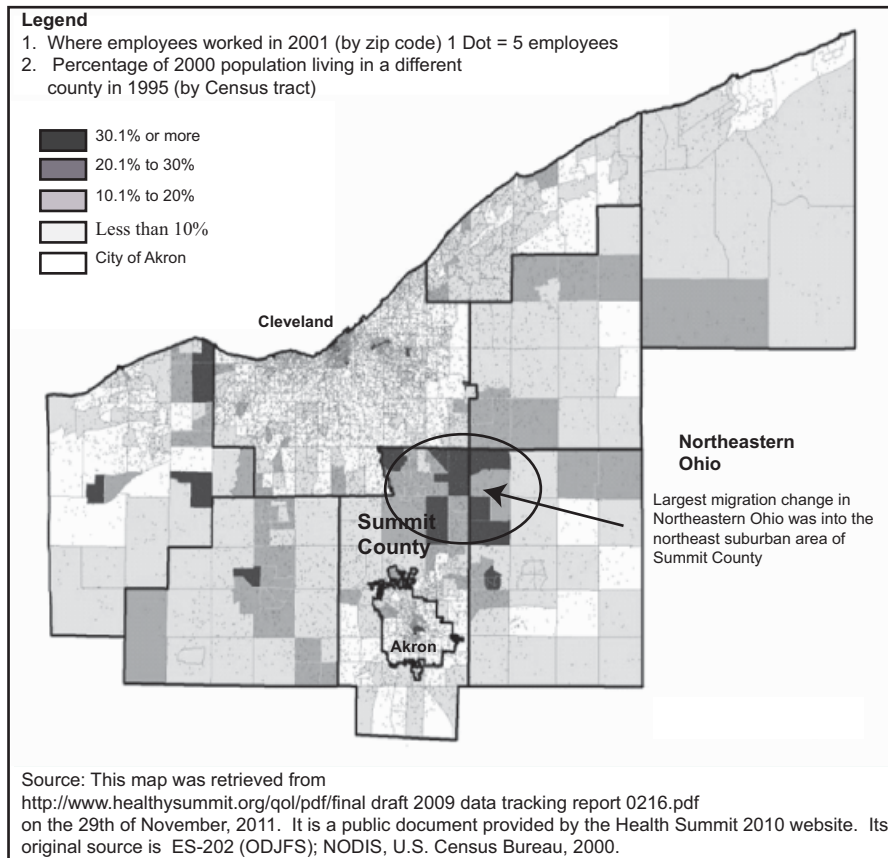 Legend
1. Where employees worked in 2001 (by zip code) 1 Dot = 5 employees
2. Percentage of 2000 population living in a different
county in 1995 (by Census tract)
30.1% or more
20.1% to 30%
10.1% to 20%
Less than 10%
City of Akron
Cleveland
Northeastern
Ohio
Largest migration change in
Northeastern Ohio was into the
northeast suburban area of
Summit County
Summit
County
Akron
Source: This map was retrieved from
http://www.healthysummit.org/qol/pdf/final draft 2009 data tracking report 0216.pdf
on the 29th of November, 2011. It is a public document provided by the Health Summit 2010 website. Its
original source is ES-202 (ODJFS); NODIS, U.S. Census Bureau, 2000.